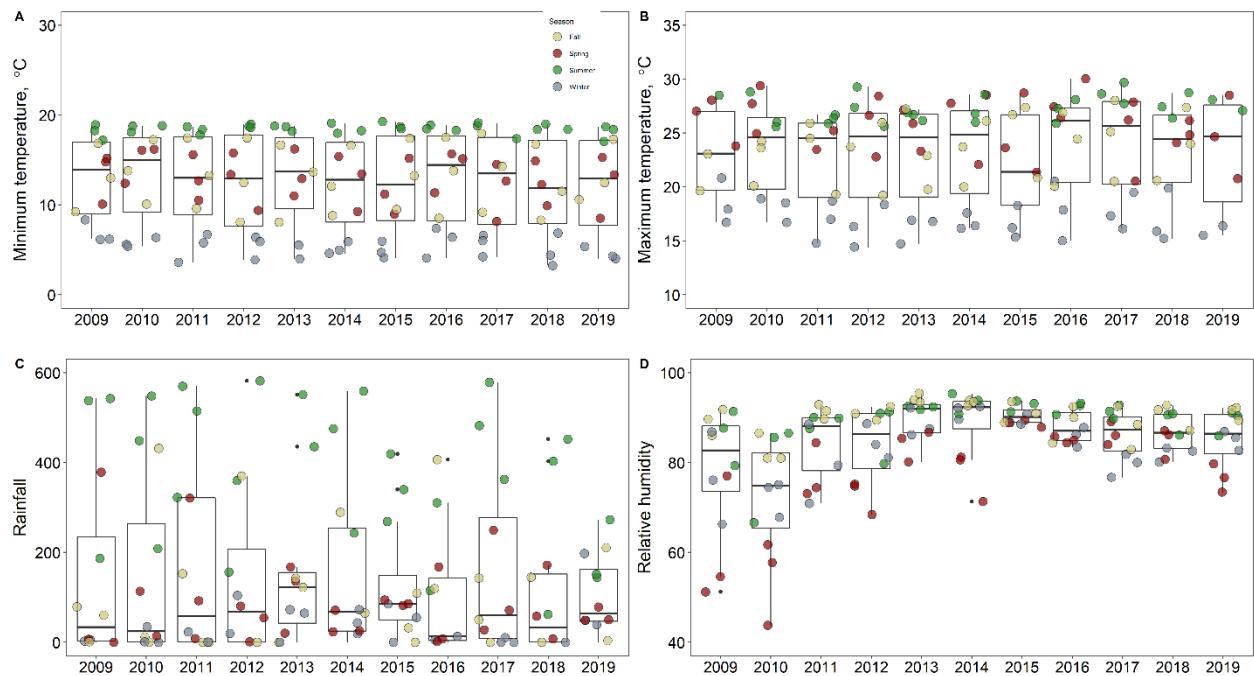 A
Minimum temperature, °C
30
20
10
0
Season
Fall
Spring
Summer
Winter
2009 2010 2011 2012 2013 2014 2015 2016 2017 2018 2019
B
Maximum temperature, °C
35
30
25
20
15
10
2009 2010 2011 2012 2013 2014 2015 2016 2017 2018 2019
C
Rainfall
600
400
200
0
2009 2010 2011 2012 2013 2014 2015 2016 2017 2018 2019
D
Relative humidity
100
80
60
40
2009 2010 2011 2012 2013 2014 2015 2016 2017 2018 2019